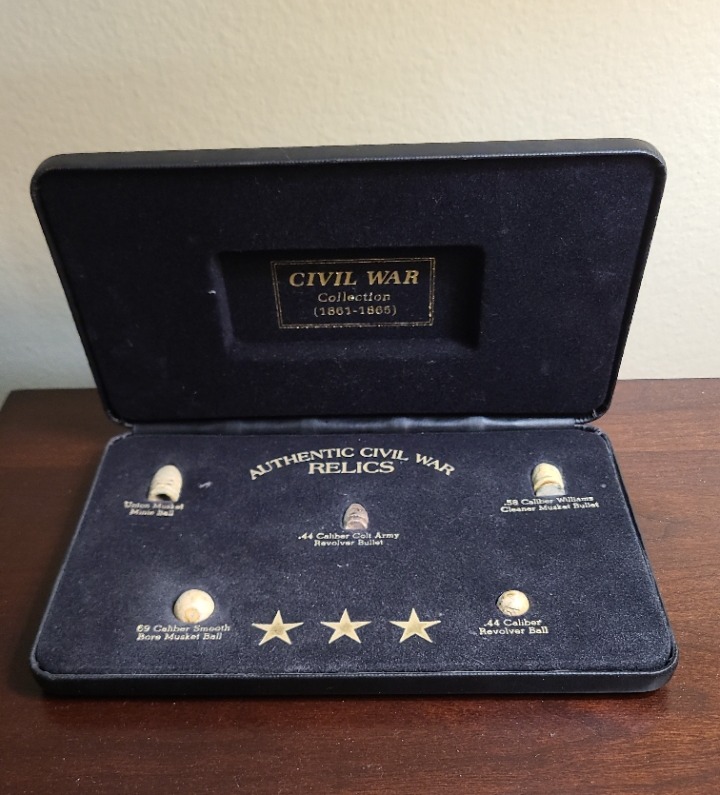 CIVIL WAR
Collection
(1861-1865)
AUTHENTIC CIVIL WAR
RELICS
Union Musket
Minie Ball
.58 Caliber Williams
Cleaner Musket Bullet
.44 Caliber Colt Army
Revolver Bullet
69 Caliber Smooth
Bore Musket Ball
.44 Caliber
Revolver Ball